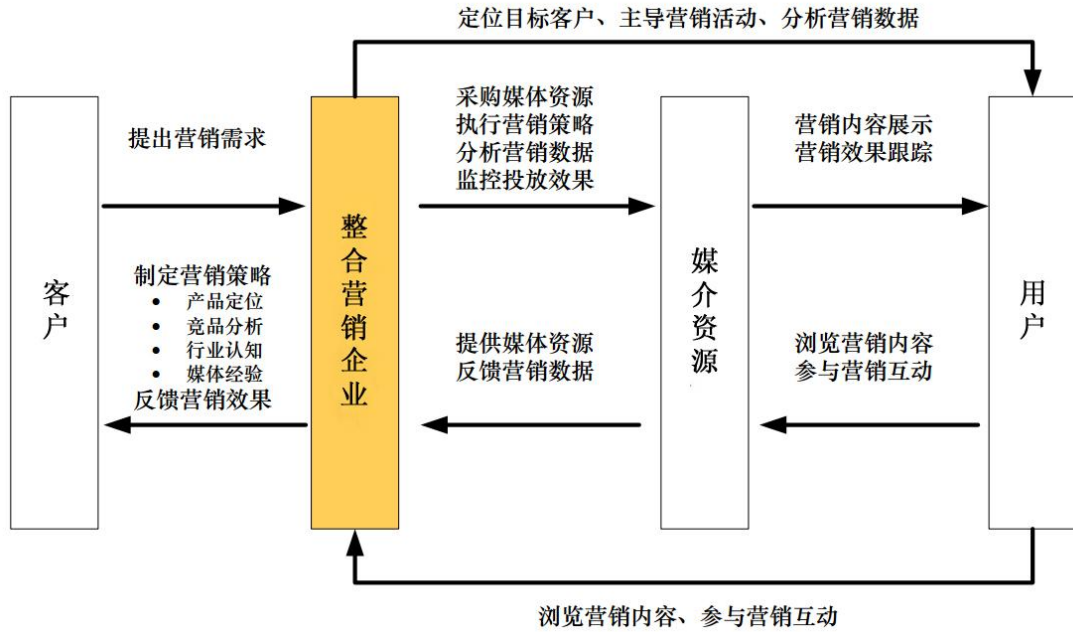 定位目标客户、主导营销活动、分析营销数据
提出营销需求
采购媒体资源
执行营销策略
分析营销数据
监控投放效果
营销内容展示
营销效果跟踪
客户
制定营销策略
• 产品定位
• 竞品分析
• 行业认知
• 媒体经验
反馈营销效果
整合营销企业
提供媒体资源
反馈营销数据
媒介资源
浏览营销内容
参与营销互动
用户
浏览营销内容、参与营销互动